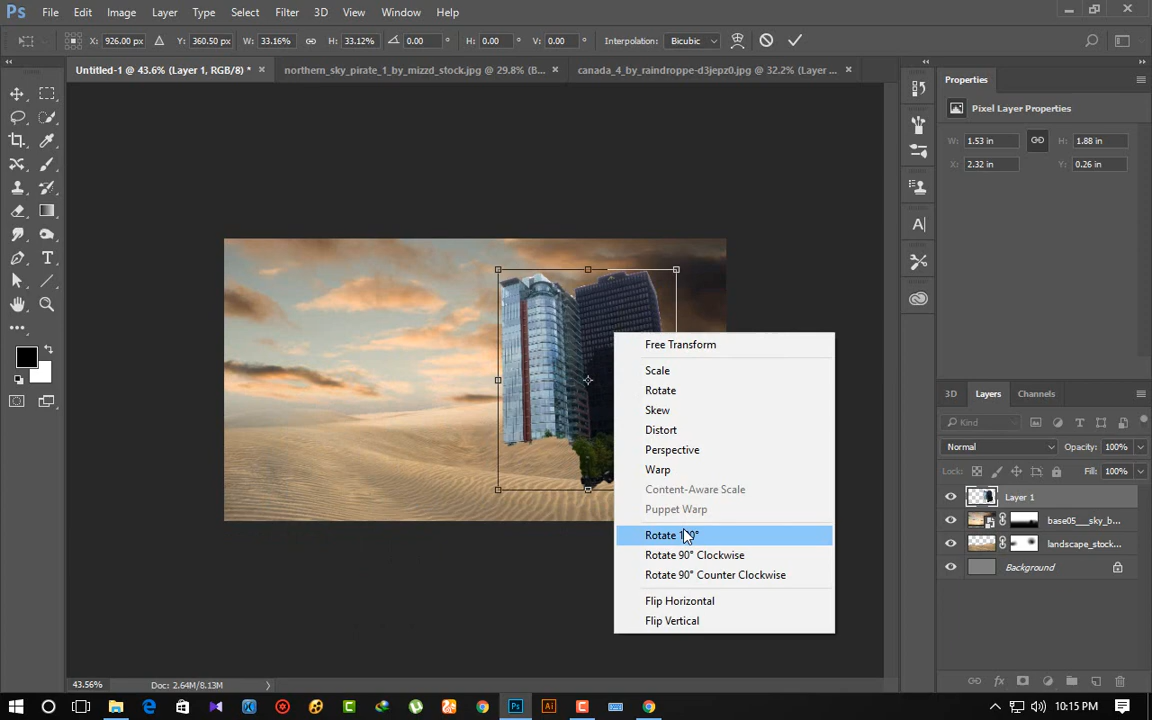 Ps File Edit Image Layer Type Select Filter 3D View Window Help
X: 926.00 px Y: 360.50 px W: 33.16% H: 33.12% 0.00 ° H: 0.00 ° V: 0.00 ° Interpolation: Bicubic
Untitled-1 @ 43.6% (Layer 1, RGB/8) * × northern_sky_pirate_1_by_mizzd_stock.jpg @ 29.8% (B... × canada_4_by_raindroppe-d3jepz0.jpg @ 32.2% (Layer ... ×
Properties
Pixel Layer Properties
W: 1.53 in H: 1.88 in
X: 2.32 in Y: 0.26 in
Free Transform
Scale
Rotate
Skew
Distort
Perspective
Warp
Content-Aware Scale
Puppet Warp
Rotate 180°
Rotate 90° Clockwise
Rotate 90° Counter Clockwise
Flip Horizontal
Flip Vertical
3D Layers Channels
Kind
Normal Opacity: 100%
Lock: Fill: 100%
Layer 1
base05___sky_b...
landscape_stock...
Background
43.56% Doc: 2.64M/8.13M
10:15 PM